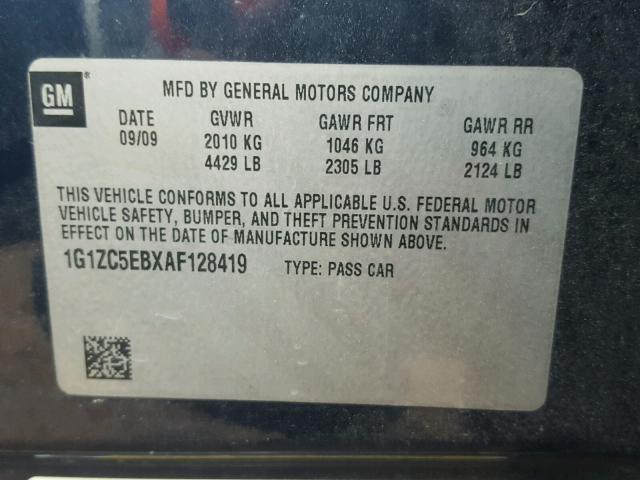 GM®
MFD BY GENERAL MOTORS COMPANY
DATE GVWR GAWR FRT GAWR RR
09/09 2010 KG 1046 KG 964 KG
4429 LB 2305 LB 2124 LB
THIS VEHICLE CONFORMS TO ALL APPLICABLE U.S. FEDERAL MOTOR
VEHICLE SAFETY, BUMPER, AND THEFT PREVENTION STANDARDS IN
EFFECT ON THE DATE OF MANUFACTURE SHOWN ABOVE.
1G1ZC5EBXAF128419 TYPE: PASS CAR